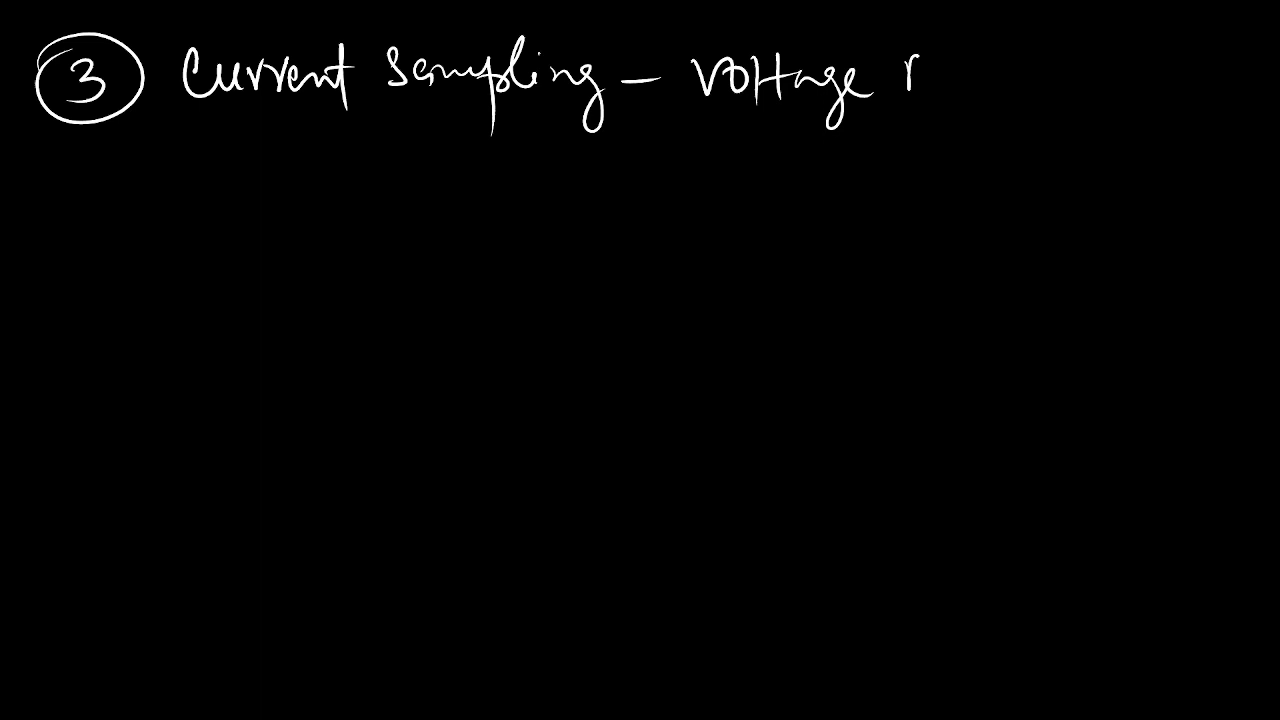 ③ Current Sampling - Voltage